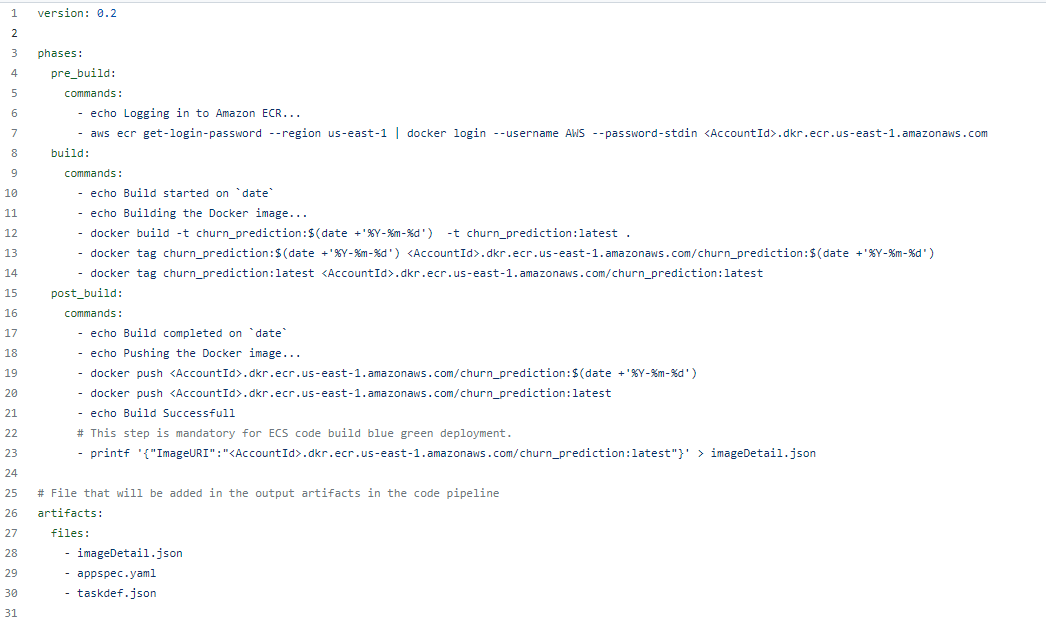 1 version: 0.2
2
3 phases:
4   pre_build:
5     commands:
6       - echo Logging in to Amazon ECR...
7       - aws ecr get-login-password --region us-east-1 | docker login --username AWS --password-stdin <AccountId>.dkr.ecr.us-east-1.amazonaws.com
8   build:
9     commands:
10       - echo Build started on `date`
11       - echo Building the Docker image...
12       - docker build -t churn_prediction:$(date +'%Y-%m-%d')  -t churn_prediction:latest .
13       - docker tag churn_prediction:$(date +'%Y-%m-%d') <AccountId>.dkr.ecr.us-east-1.amazonaws.com/churn_prediction:$(date +'%Y-%m-%d')
14       - docker tag churn_prediction:latest <AccountId>.dkr.ecr.us-east-1.amazonaws.com/churn_prediction:latest
15   post_build:
16     commands:
17       - echo Build completed on `date`
18       - echo Pushing the Docker image...
19       - docker push <AccountId>.dkr.ecr.us-east-1.amazonaws.com/churn_prediction:$(date +'%Y-%m-%d')
20       - docker push <AccountId>.dkr.ecr.us-east-1.amazonaws.com/churn_prediction:latest
21       - echo Build Successfull
22       # This step is mandatory for ECS code build blue green deployment.
23       - printf '{"ImageURI":"<AccountId>.dkr.ecr.us-east-1.amazonaws.com/churn_prediction:latest"}' > imageDetail.json
24
25 # File that will be added in the output artifacts in the code pipeline
26 artifacts:
27   files:
28     - imageDetail.json
29     - appspec.yaml
30     - taskdef.json
31